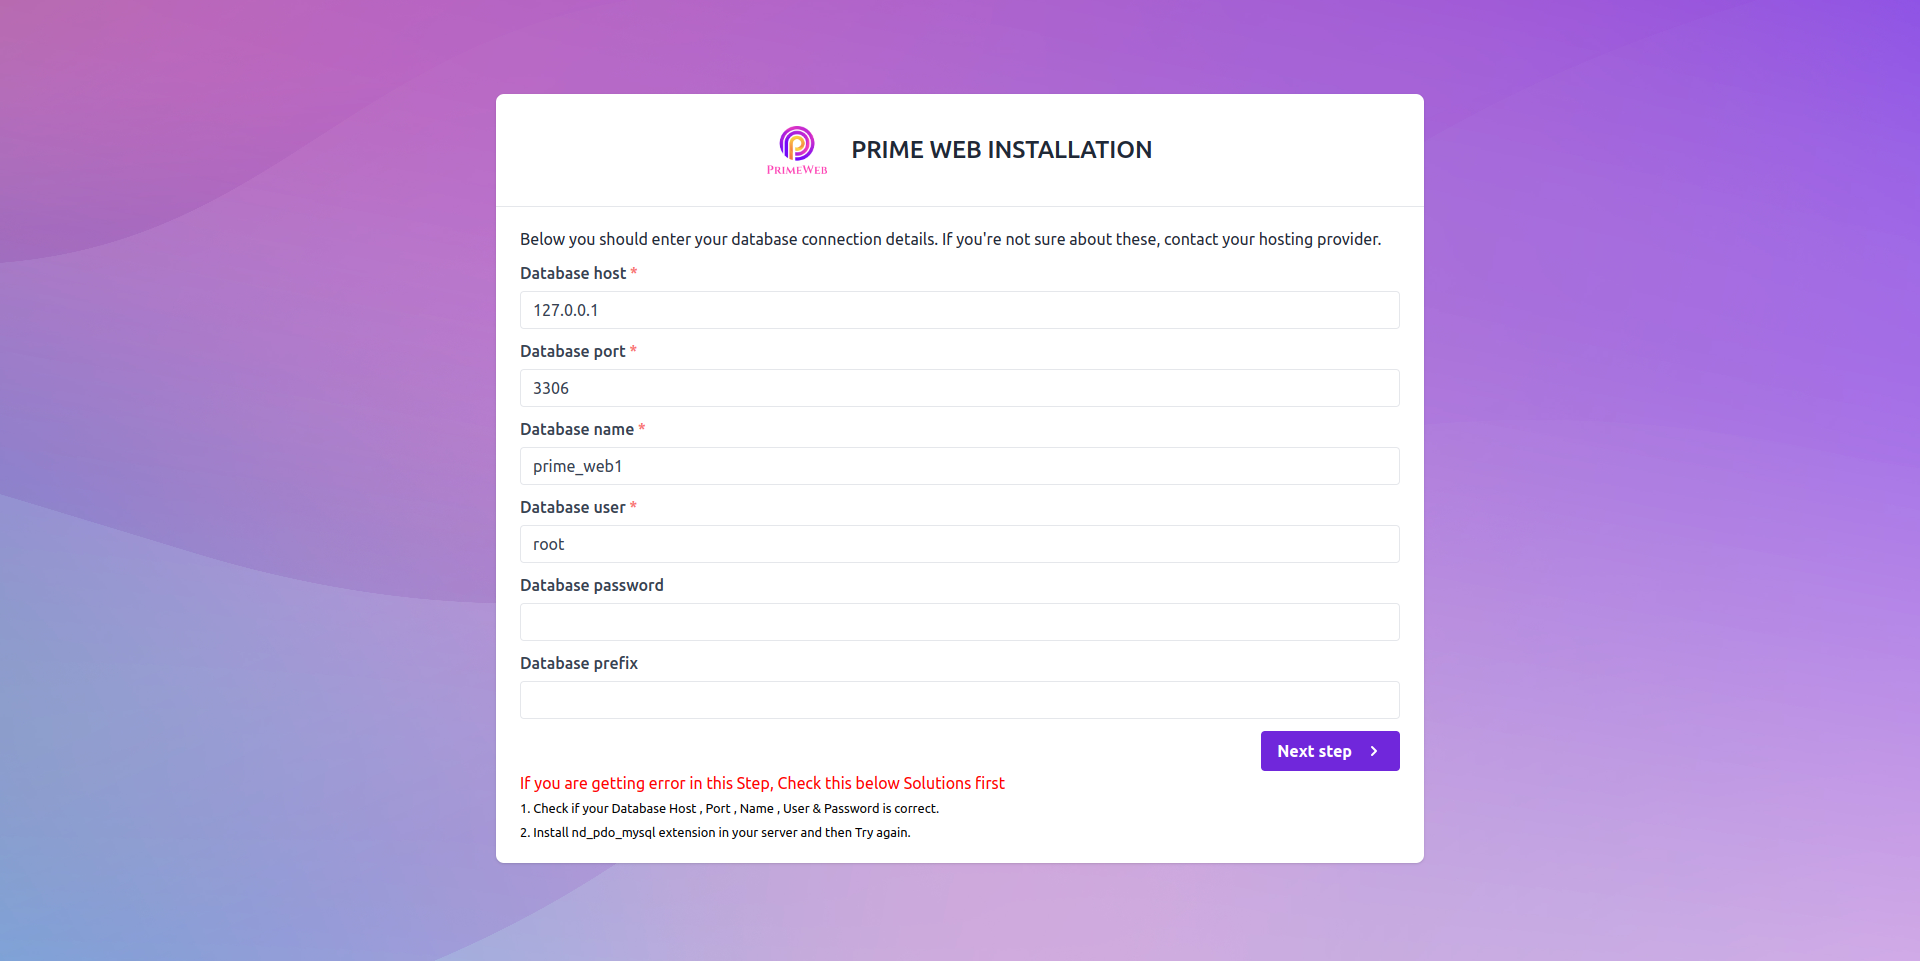 PRIMEWEB
PRIME WEB INSTALLATION
Below you should enter your database connection details. If you're not sure about these, contact your hosting provider.
Database host *
127.0.0.1
Database port *
3306
Database name *
prime_web1
Database user *
root
Database password
Database prefix
Next step
If you are getting error in this Step, Check this below Solutions first
1. Check if your Database Host , Port , Name , User & Password is correct.
2. Install nd_pdo_mysql extension in your server and then Try again.